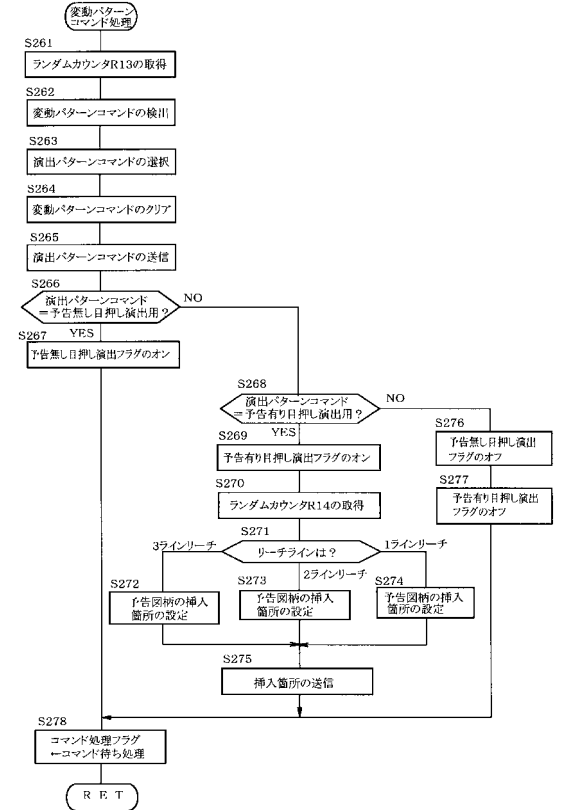 変動パターン
コマンド処理
S261
ランダムカウンタR13の取得
S262
変動パターンコマンドの検出
S263
演出パターンコマンドの選択
S264
変動パターンコマンドのクリア
S265
演出パターンコマンドの送信
S266
演出パターンコマンド
=予告無し目押し演出用？
NO
YES
S267
予告無し目押し演出フラグのオン
S268
演出パターンコマンド
=予告有り目押し演出用？
NO
YES
S269
予告有り目押し演出フラグのオン
S276
予告無し目押し演出
フラグのオフ
S270
ランダムカウンタR14の取得
S277
予告有り目押し演出
フラグのオフ
S271
リーチラインは？
3ラインリーチ
2ラインリーチ
1ラインリーチ
S272
予告図柄の挿入
箇所の設定
S273
予告図柄の挿入
箇所の設定
S274
予告図柄の挿入
箇所の設定
S275
挿入箇所の送信
S278
コマンド処理フラグ
←コマンド待ち処理
R E T